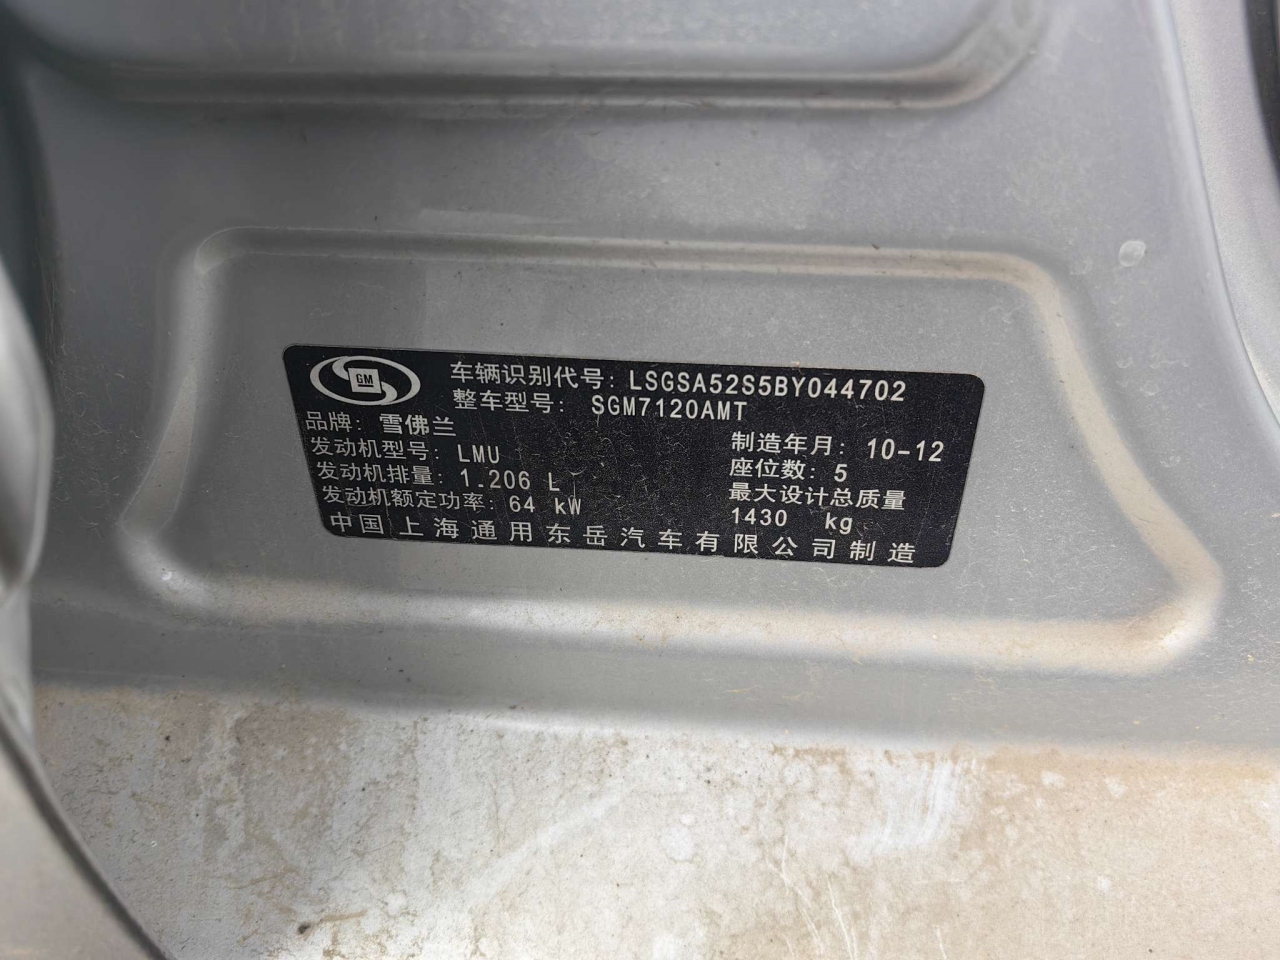 GM
车辆识别代号: LSGSA52S5BY044702
整车型号: SGM7120AMT
品牌: 雪佛兰
发动机型号: LMU
制造年月: 10-12
发动机排量: 1.206 L
座位数: 5
发动机额定功率: 64 kW
最大设计总质量
1430 kg
中国上海通用东岳汽车有限公司制造